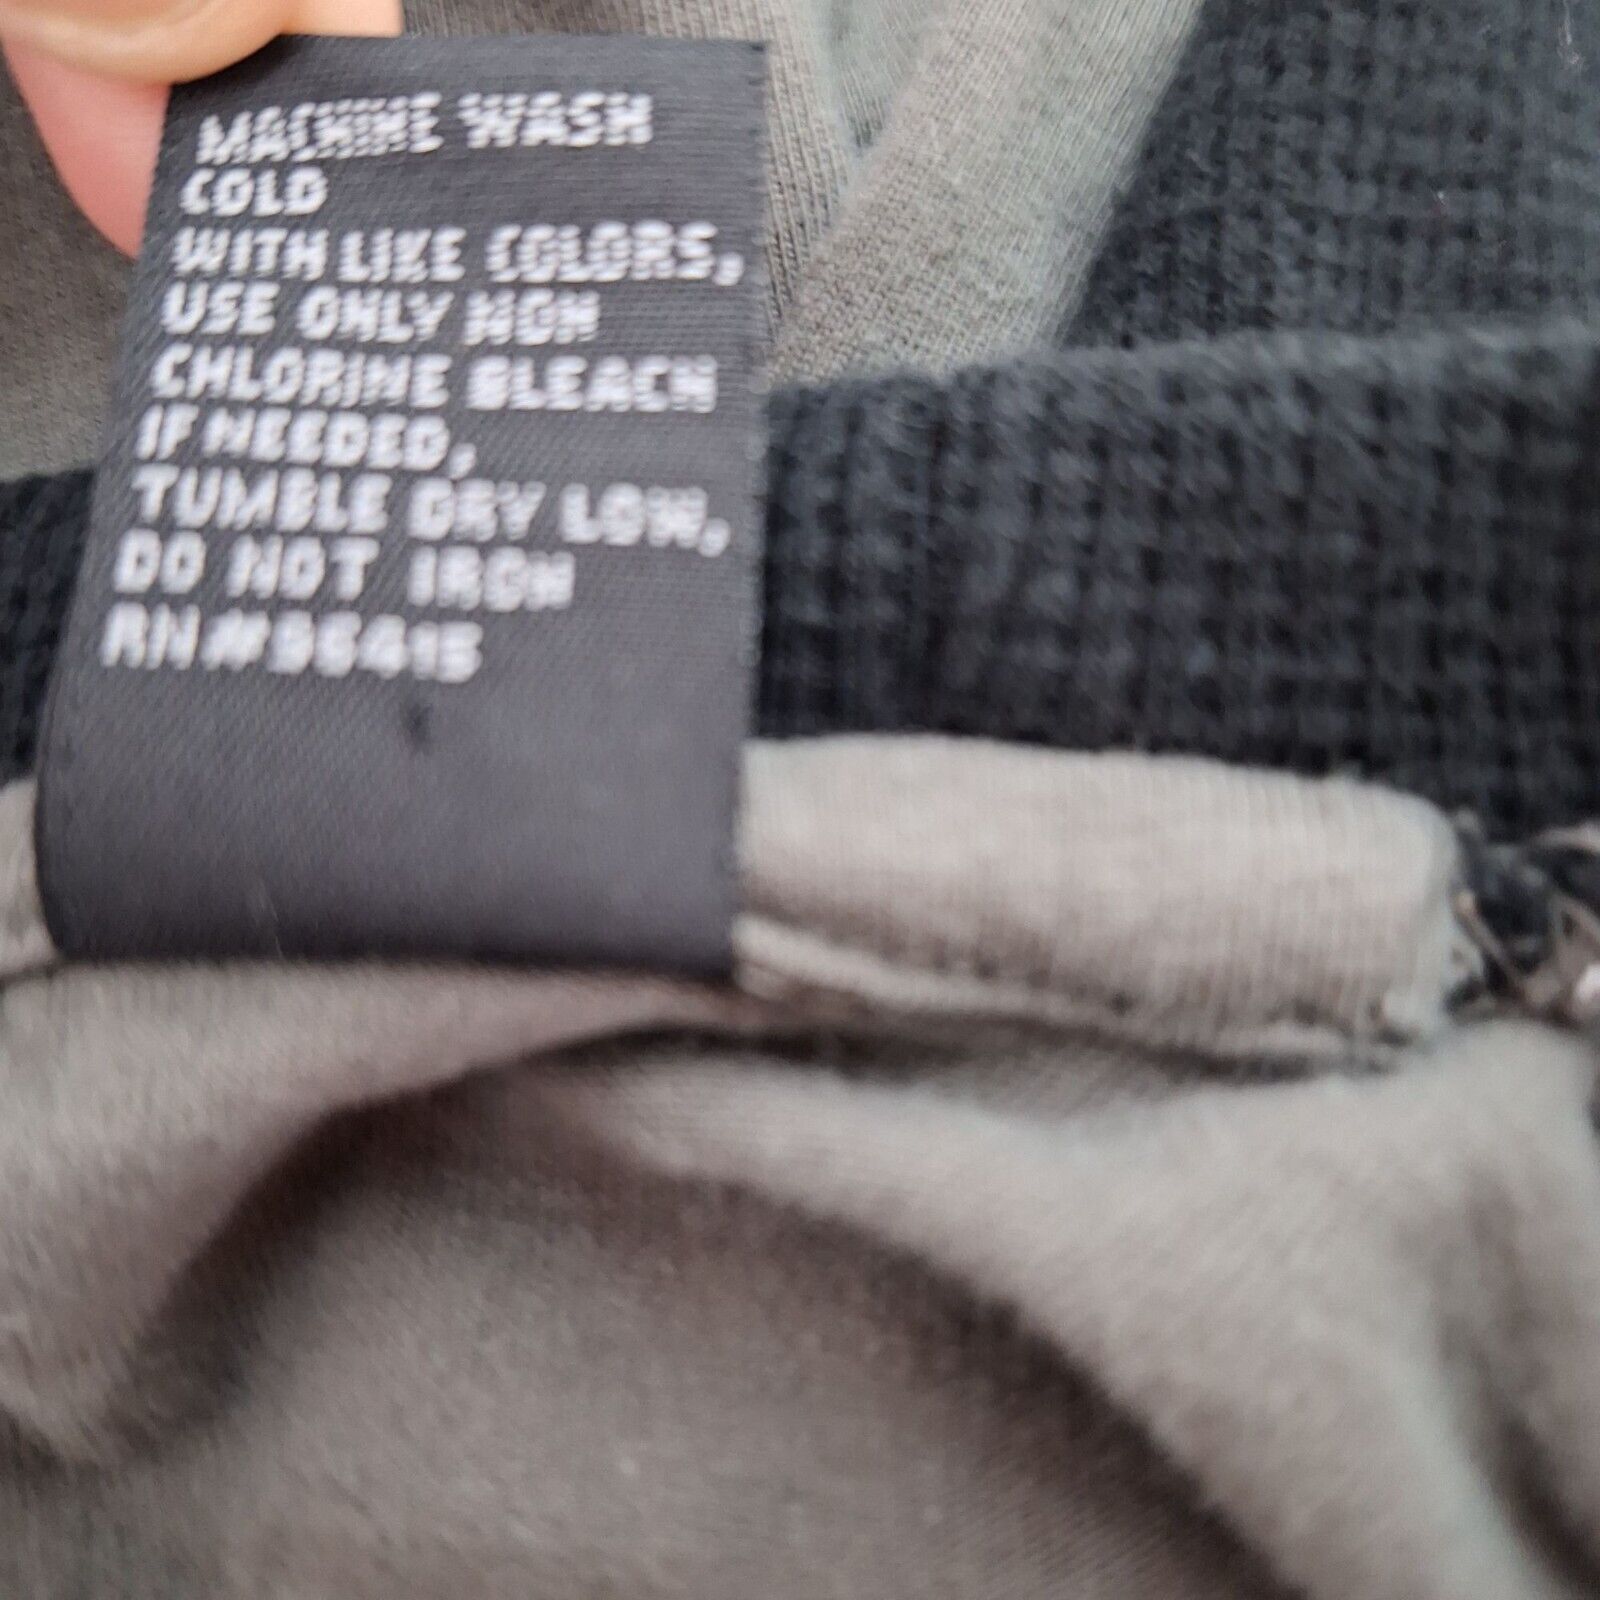 MACHINE WASH
COLD
WITH LIKE COLORS,
USE ONLY NON
CHLORINE BLEACH
IF NEEDED,
TUMBLE DRY LOW,
DO NOT IRON